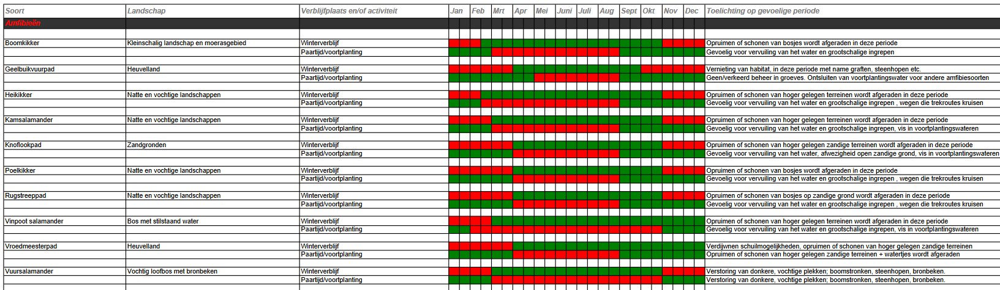 Soort Landschap Verblijfplaats en/of activiteit Jan Feb Mrt Apr Mei Juni Juli Aug Sept Okt Nov Dec Toelichting op gevoelige periode
Amfibieën
Boomkikker Kleinschalig landschap en moerasgebied Winterverblijf Opruimen of schonen van bosjes wordt afgeraden in deze periode
Paartijd/voortplanting Gevoelig voor vervuiling van het water en grootschalige ingrepen
Geelbuikvuurpad Heuvelland Winterverblijf Vernieting van habitat, in deze periode met name graften, steenhopen etc.
Paartijd/voortplanting Geen/verkeerd beheer in groeves. Ontsluiten van voortplantingswater voor andere amfibiesoorten
Heikikker Natte en vochtige landschappen Winterverblijf Opruimen of schonen van hoger gelegen terreinen wordt afgeraden in deze periode
Paartijd/voortplanting Gevoelig voor vervuiling van het water en grootschalige ingrepen , wegen die trekroutes kruisen
Kamsalamander Natte en vochtige landschappen Winterverblijf Opruimen of schonen van hoger gelegen terreinen wordt afgeraden in deze periode
Paartijd/voortplanting Gevoelig voor vervuiling van het water en grootschalige ingrepen, vis in voortplantingswateren
Knoflookpad Zandgronden Winterverblijf Opruimen of schonen van hoger gelegen zandige terreinen wordt afgeraden in deze periode
Paartijd/voortplanting Gevoelig voor vervuiling van het water, afwezigheid open zandige grond, vis in voortplantingswateren
Poelkikker Natte en vochtige landschappen Winterverblijf Opruimen of schonen van bosjes wordt afgeraden in deze periode
Paartijd/voortplanting Gevoelig voor vervuiling van het water en grootschalige ingrepen , wegen die trekroutes kruisen
Rugstreeppad Natte en vochtige landschappen Winterverblijf Opruimen of schonen van bosjes op zandige grond wordt afgeraden in deze periode
Paartijd/voortplanting Gevoelig voor vervuiling van het water en grootschalige ingrepen , wegen die trekroutes kruisen
Vinpoot salamander Bos met stilstaand water Winterverblijf Opruimen of schonen van hoger gelegen terreinen wordt afgeraden in deze periode
Paartijd/voortplanting Gevoelig voor vervuiling van het water en grootschalige ingrepen, vis in voortplantingswateren
Vroedmeesterpad Heuvelland Winterverblijf Verdijwnen schuilmogelijkheden, opruimen of schonen van hoger gelegen zandige terreinen
Paartijd/voortplanting Opruimen of schonen van hoger gelegen zandige terreinen + watertjes wordt afgeraden
Vuursalamander Vochtig loofbos met bronbeken Winterverblijf Verstoring van donkere, vochtige plekken; boomstronken, steenhopen, bronbeken.
Paartijd/voortplanting Verstoring van donkere, vochtige plekken; boomstronken, steenhopen, bronbeken.